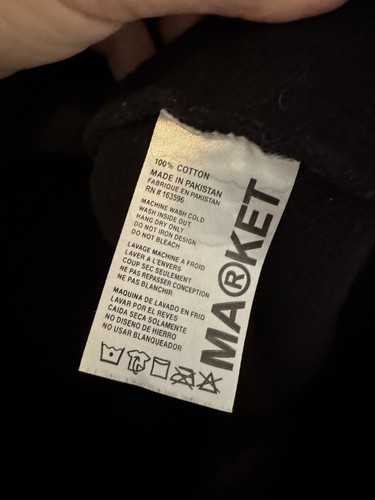 100% COTTON
MADE IN PAKISTAN
FABRIQUE EN PAKISTAN
RN # 163596
MACHINE WASH COLD
WASH INSIDE OUT
HANG DRY ONLY
DO NOT IRON DESIGN
DO NOT BLEACH
LAVAGE MACHINE A FROID
LAVER A L'ENVERS
COUP SEC SEULEMENT
NE PAS REPASSER CONCEPTION
NE PAS BLANCHIR
MAQUINA DE LAVADO EN FRIO
LAVAR POR EL REVES
CAIDA SECA SOLAMENTE
NO DISENO DE HIERRO
NO USAR BLANQUEADOR
MA®KET